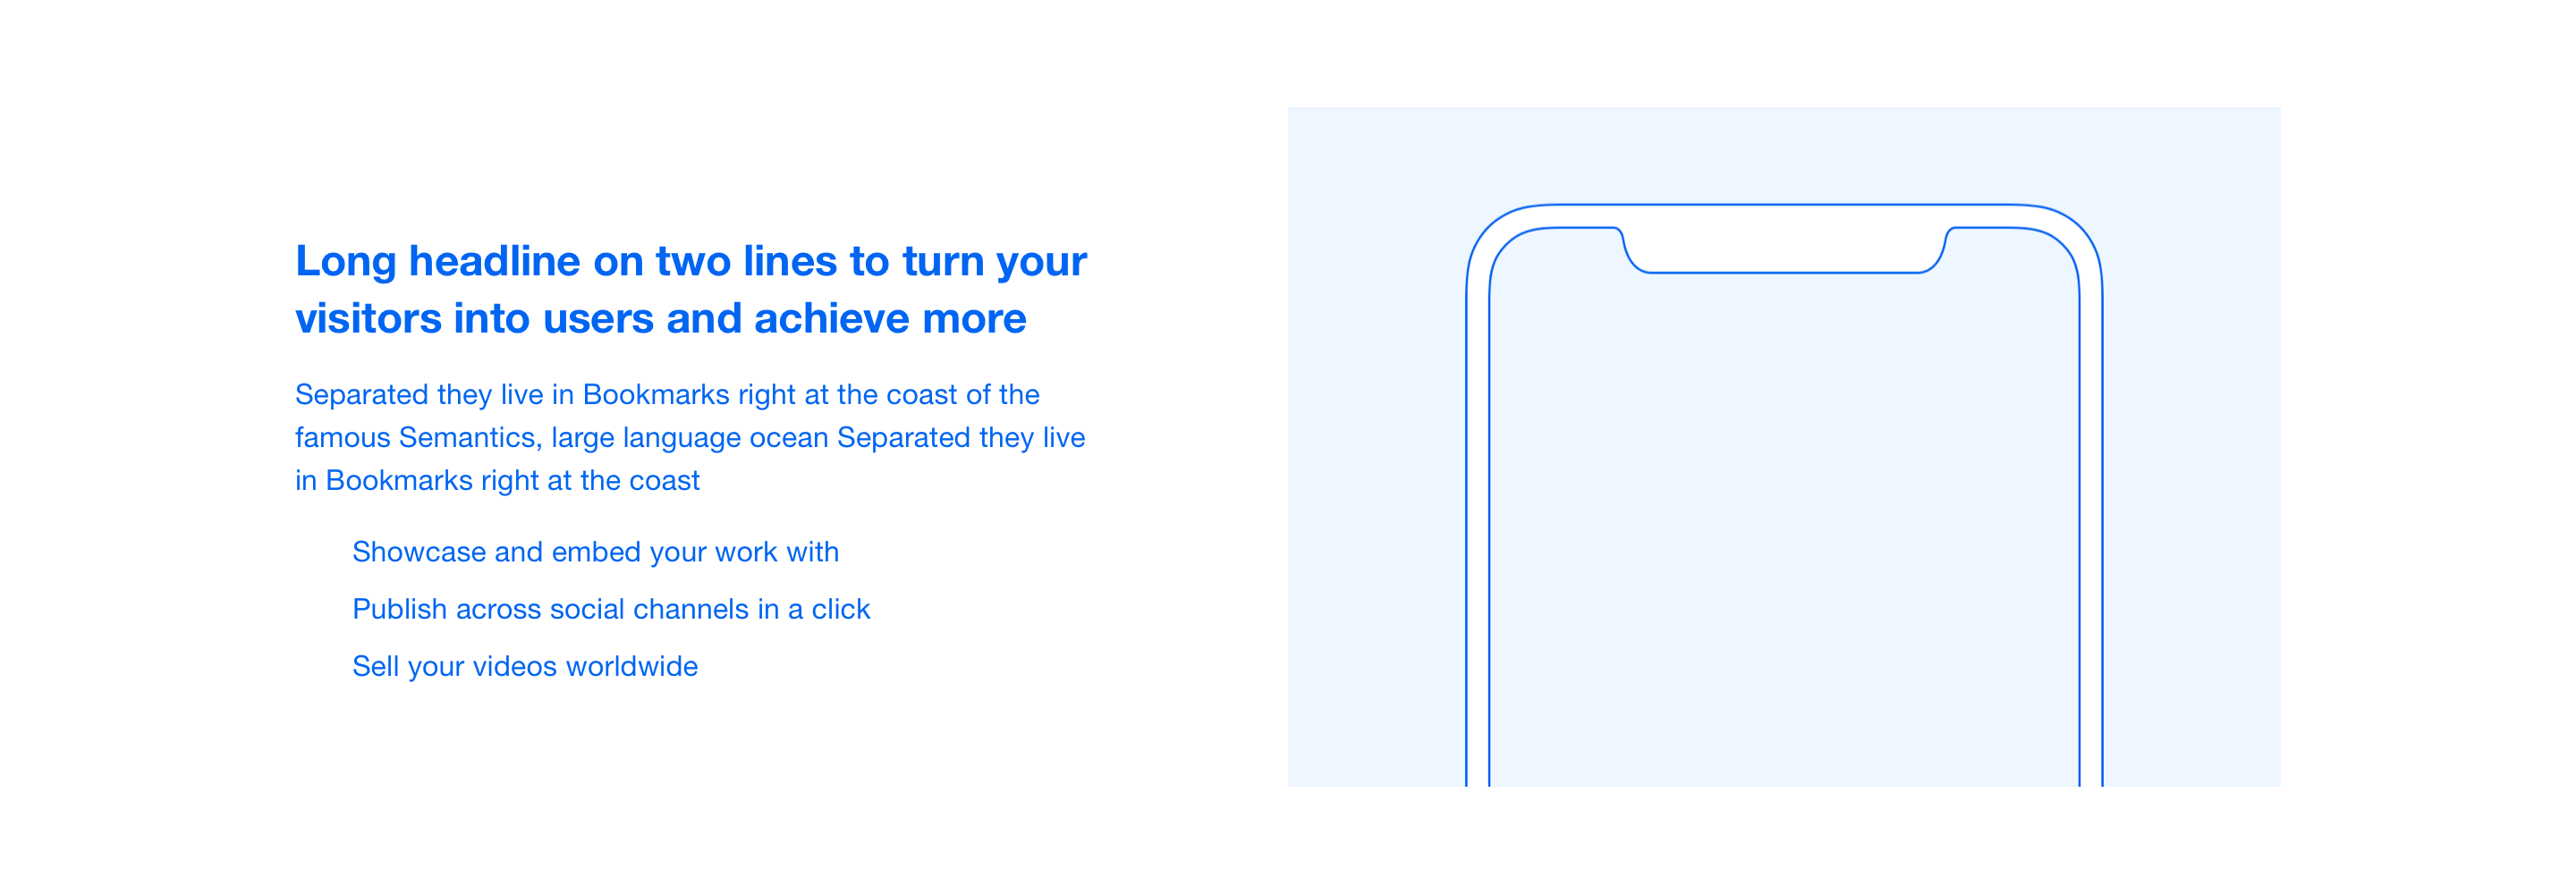 Long headline on two lines to turn your
visitors into users and achieve more
Separated they live in Bookmarks right at the coast of the
famous Semantics, large language ocean Separated they live
in Bookmarks right at the coast
Showcase and embed your work with
Publish across social channels in a click
Sell your videos worldwide